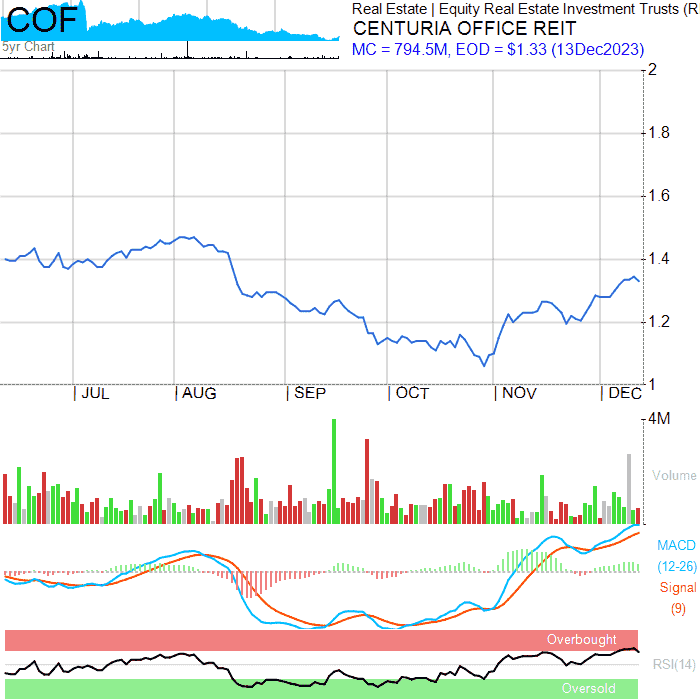 COF
5yr Chart
Real Estate | Equity Real Estate Investment Trusts (R
CENTURIA OFFICE REIT
MC = 794.5M, EOD = $1.33 (13Dec2023)
2
1.8
1.6
1.4
1.2
1
| JUL | AUG | SEP | OCT | NOV | DEC
4M
Volume
MACD
(12-26)
Signal
(9)
Overbought
RSI(14)
Oversold